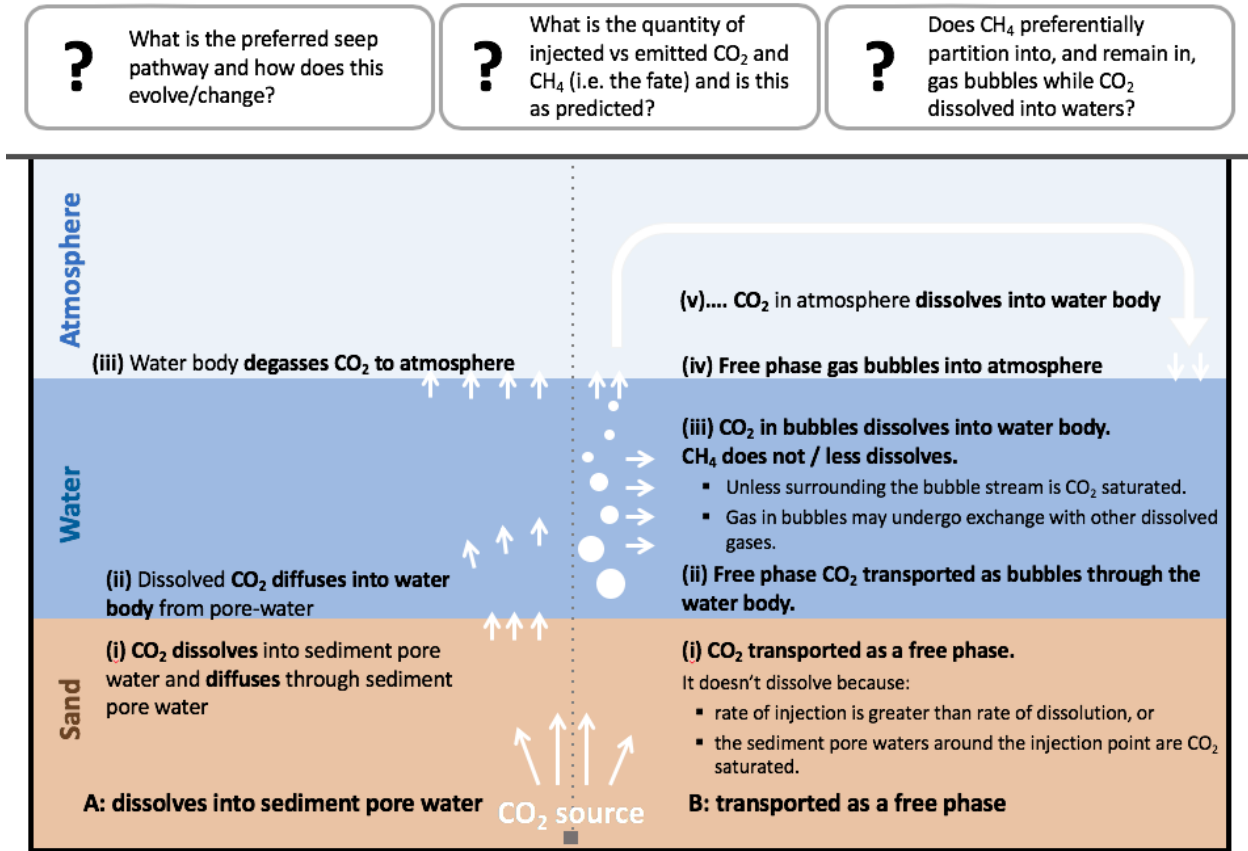 ?
What is the preferred seep
pathway and how does this
evolve/change?
?
What is the quantity of
injected vs emitted CO₂ and
CH₄ (i.e. the fate) and is this
as predicted?
?
Does CH₄ preferentially
partition into, and remain in,
gas bubbles while CO₂
dissolved into waters?
Atmosphere
(iii) Water body degasses CO₂ to atmosphere
(v).... CO₂ in atmosphere dissolves into water body
(iv) Free phase gas bubbles into atmosphere
Water
(ii) Dissolved CO₂ diffuses into water
body from pore-water
(iii) CO₂ in bubbles dissolves into water body.
CH₄ does not / less dissolves.
▪ Unless surrounding the bubble stream is CO₂ saturated.
▪ Gas in bubbles may undergo exchange with other dissolved
gases.
(ii) Free phase CO₂ transported as bubbles through the
water body.
Sand
(i) CO₂ dissolves into sediment pore
water and diffuses through sediment
pore water
(i) CO₂ transported as a free phase.
It doesn't dissolve because:
▪ rate of injection is greater than rate of dissolution, or
▪ the sediment pore waters around the injection point are CO₂
saturated.
A: dissolves into sediment pore water
CO₂ source
B: transported as a free phase